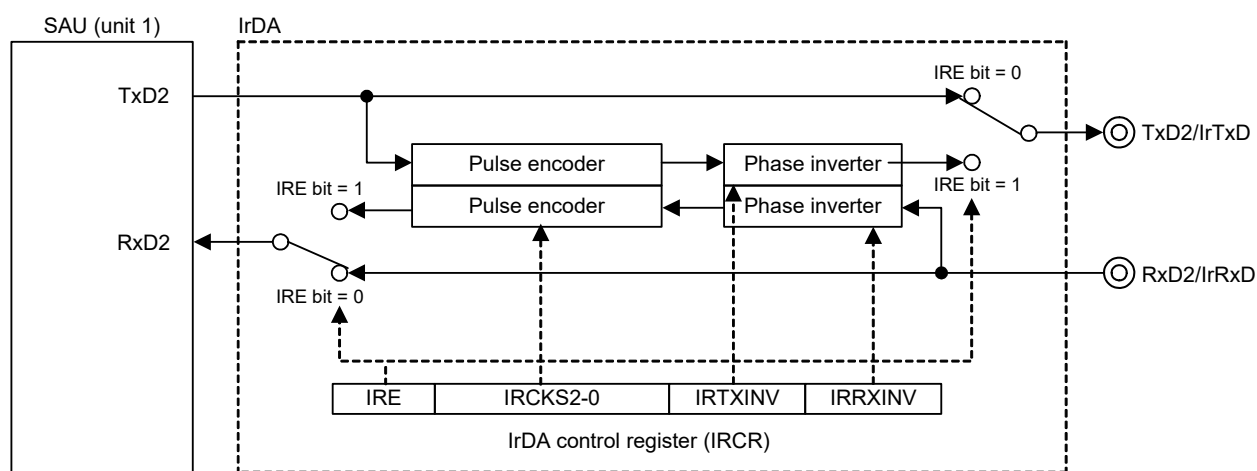 SAU (unit 1)
IrDA
IRE bit = 0
TxD2
TxD2/IrTxD
Pulse encoder
Phase inverter
IRE bit = 1
IRE bit = 1
Pulse encoder
Phase inverter
RxD2
RxD2/IrRxD
IRE bit = 0
IRE
IRCKS2-0
IRTXINV
IRRXINV
IrDA control register (IRCR)